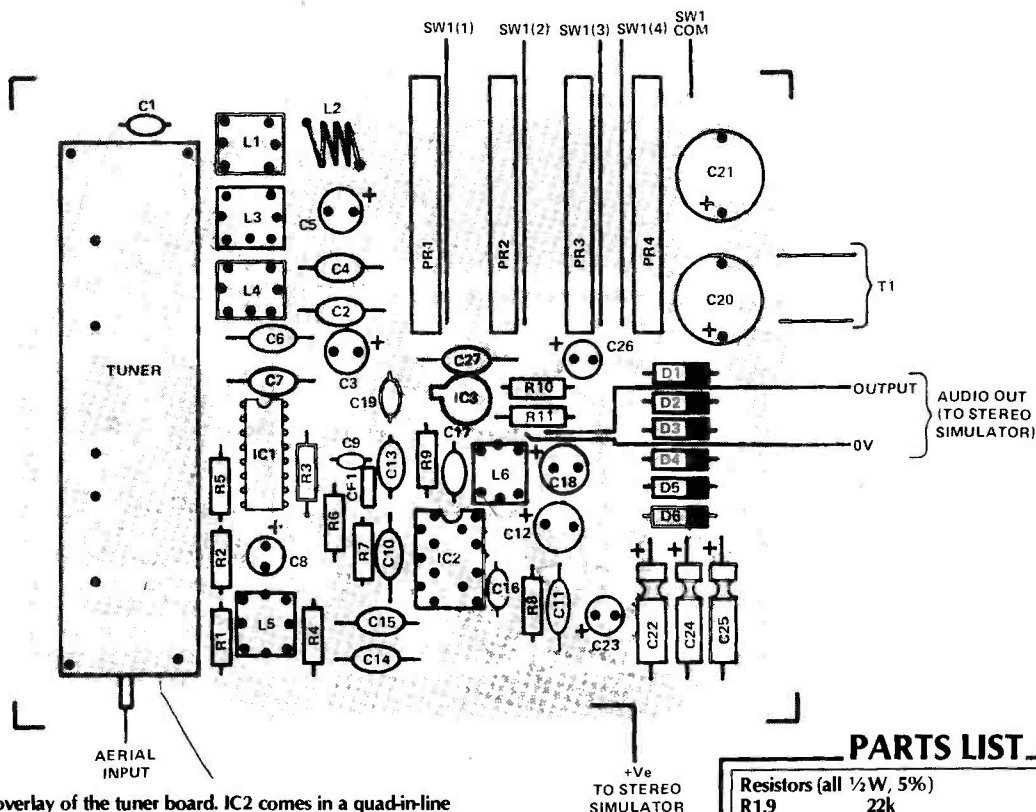 SW1(1) SW1(2) SW1(3) SW1(4) SW1 COM
C1
L1
L2
C21
L3
C5
PR1
PR2
PR3
PR4
C4
L4
C20
T1
C2
C6
C3
C26
TUNER
C27
D1
C7
R10
OUTPUT
C19
IC3
D2
R11
AUDIO OUT
(TO STEREO
SIMULATOR)
D3
IC1
C9
C17
0V
R5
R3
CF1
C13
R9
L6
C18
D4
D5
R6
D6
C12
R2
C8
R7
C10
IC2
C16
R8
C11
R1
L5
R4
C15
C23
C22
C24
C25
C14
AERIAL
INPUT
+Ve
TO STEREO
SIMULATOR
overlay of the tuner board. IC2 comes in a quad-in-line
PARTS LIST
Resistors (all ½W, 5%)
R1,9 22k